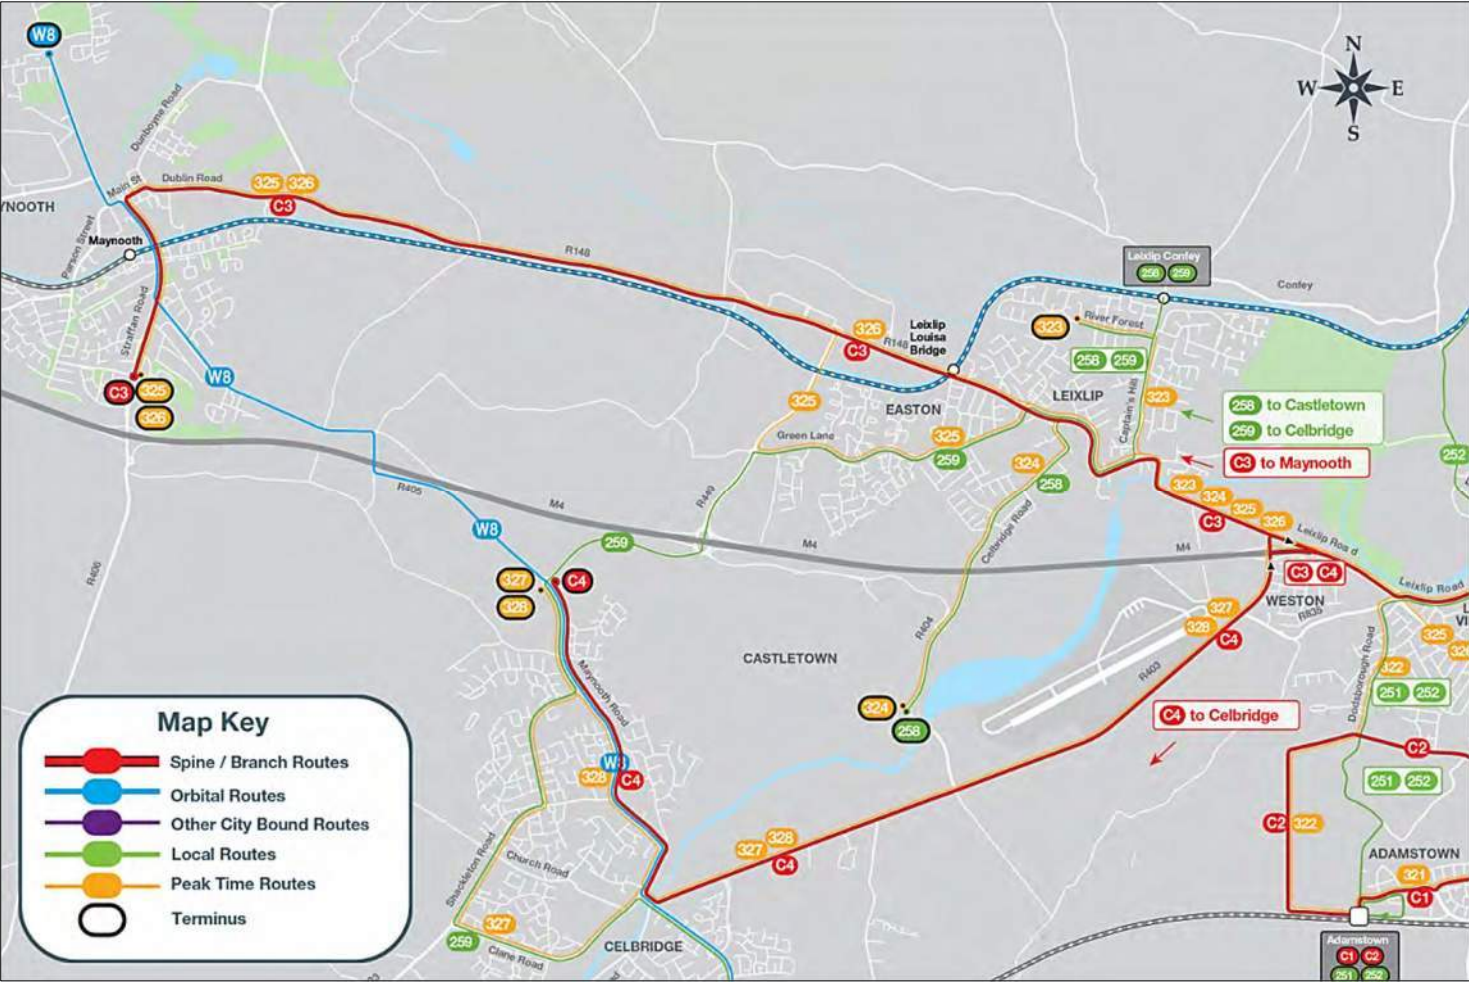 W8
N
W
E
S
Dunboyne Road
Main St
Dublin Road
325 326
C3
YNOOTH
Parson Street
Maynooth
R148
Straffan Road
C3
325
326
W8
Leixlip Confey
258 259
Confey
326
C3
R148
Leixlip
Louisa
Bridge
323
River Forest
258 259
LEIXLIP
Captain's Hill
323
258 to Castletown
259 to Celbridge
C3 to Maynooth
252
325
EASTON
Green Lane
325
259
324
258
R405
M4
R449
M4
M4
Celbridge Road
323
324
325
326
C3
Leixlip Road
C3 C4
Leixlip Road
W8
259
327
328
C4
R406
WESTON
R835
327
328
C4
R404
R403
CASTLETOWN
324
258
C4 to Celbridge
Dodsborough Road
325
322
251 252
C2
251 252
C2 322
Maynooth Road
W8
328
C4
327 328
C4
Shackleton Road
Church Road
327
259
Clane Road
CELBRIDGE
ADAMSTOWN
321
C1
Adamstown
C1 C2
251 252
Map Key
Spine / Branch Routes
Orbital Routes
Other City Bound Routes
Local Routes
Peak Time Routes
Terminus